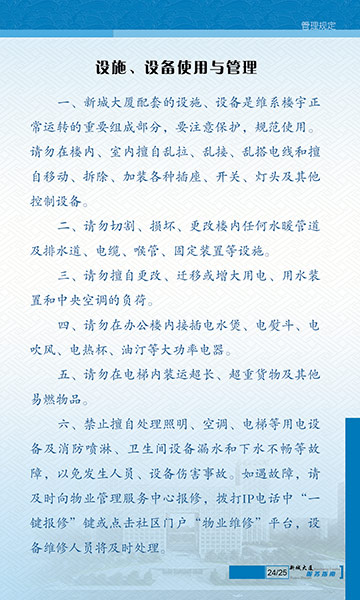 管理规定
设施、设备使用与管理
一、新城大厦配套的设施、设备是维系楼宇正
常运转的重要组成部分，要注意保护，规范使用。
请勿在楼内、室内擅自乱拉、乱接、乱搭电线和擅
自移动、拆除、加装各种插座、开关、灯头及其他
控制设备。
二、请勿切割、损坏、更改楼内任何水暖管道
及排水道、电缆、喉管、固定装置等设施。
三、请勿擅自更改、迁移或增大用电、用水装
置和中央空调的负荷。
四、请勿在办公楼内接插电水煲、电熨斗、电
吹风、电热杯、油汀等大功率电器。
五、请勿在电梯内装运超长、超重货物及其他
易燃物品。
六、禁止擅自处理照明、空调、电梯等用电设
备及消防喷淋、卫生间设备漏水和下水不畅等故
障，以免发生人员、设备伤害事故。如遇故障，请
及时向物业管理服务中心报修，拨打IP电话中“一
键报修”键或点击社区门户“物业维修”平台，设
备维修人员将及时处理。
24/25
新城大厦
服务指南